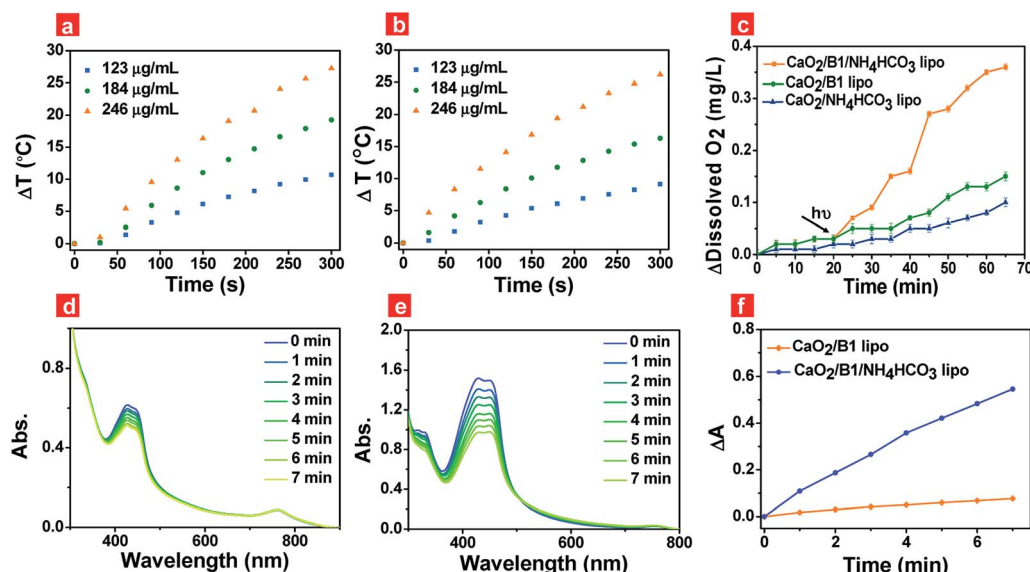 a
30
25
20
15
10
5
0
ΔT (°C)
123 μg/mL
184 μg/mL
246 μg/mL
0 50 100 150 200 250 300
Time (s)
b
30
25
20
15
10
5
0
ΔT (°C)
123 μg/mL
184 μg/mL
246 μg/mL
0 50 100 150 200 250 300
Time (s)
c
0.4
0.3
0.2
0.1
0.0
ΔDissolved O2 (mg/L)
CaO₂/B1/NH₄HCO₃ lipo
CaO₂/B1 lipo
CaO₂/NH₄HCO₃ lipo
hυ
0 10 20 30 40 50 60 70
Time (min)
d
0.8
0.4
0.0
Abs.
0 min
1 min
2 min
3 min
4 min
5 min
6 min
7 min
400 600 800
Wavelength (nm)
e
2.0
1.6
1.2
0.8
0.4
0.0
Abs.
0 min
1 min
2 min
3 min
4 min
5 min
6 min
7 min
400 500 600 700 800
Wavelength (nm)
f
0.8
0.6
0.4
0.2
0.0
ΔA
CaO₂/B1 lipo
CaO₂/B1/NH₄HCO₃ lipo
0 2 4 6
Time (min)